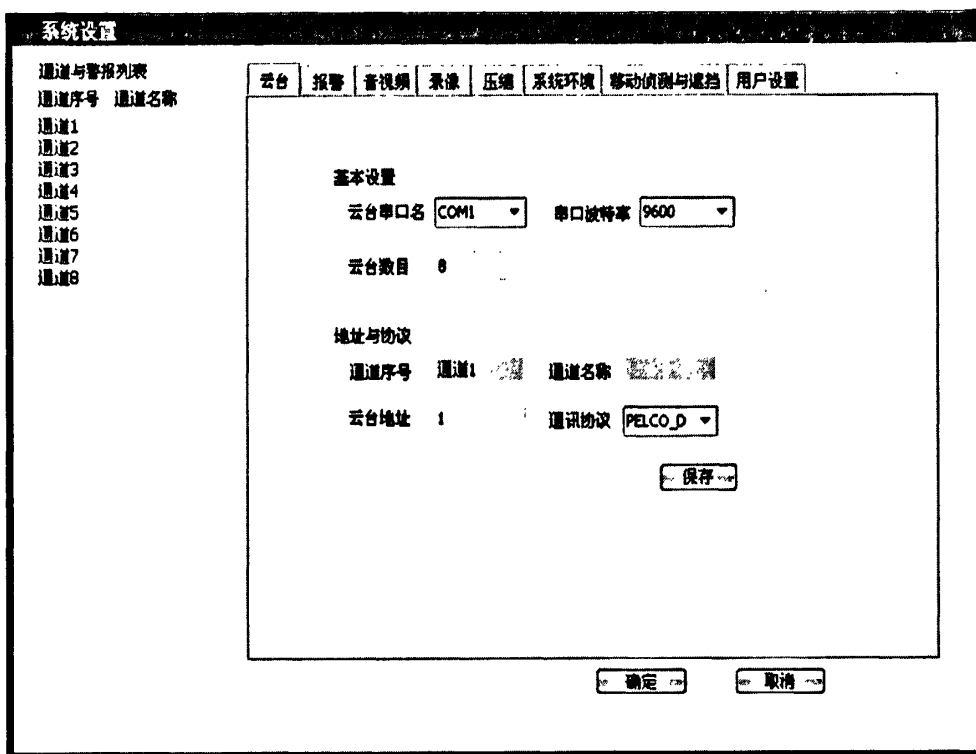 系统设置
通道与警报列表
通道序号 通道名称
通道1
通道2
通道3
通道4
通道5
通道6
通道7
通道8
云台 报警 音视频 录像 压缩 系统环境 移动侦测与遮挡 用户设置
基本设置
云台串口名 COM1 串口波特率 9600
云台数目 8
地址与协议
通道序号 通道1 通道名称
云台地址 1 通讯协议 PELCO_D
保存
确定 取消